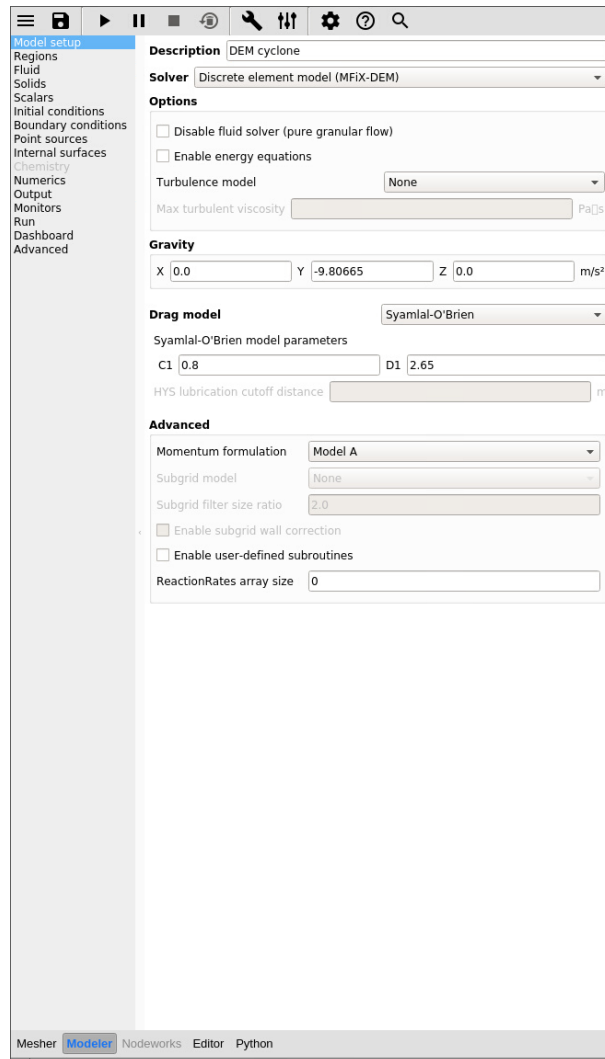 Model setup
Regions
Fluid
Solids
Scalars
Initial conditions
Boundary conditions
Point sources
Internal surfaces
Chemistry
Numerics
Output
Monitors
Run
Dashboard
Advanced
Description DEM cyclone
Solver Discrete element model (MFiX-DEM)
Options
Disable fluid solver (pure granular flow)
Enable energy equations
Turbulence model None
Max turbulent viscosity Pa▯s
Gravity
X 0.0 Y -9.80665 Z 0.0 m/s²
Drag model Syamlal-O'Brien
Syamlal-O'Brien model parameters
C1 0.8 D1 2.65
HYS lubrication cutoff distance m
Advanced
Momentum formulation Model A
Subgrid model None
Subgrid filter size ratio 2.0
Enable subgrid wall correction
Enable user-defined subroutines
ReactionRates array size 0
Mesher Modeler Nodeworks Editor Python